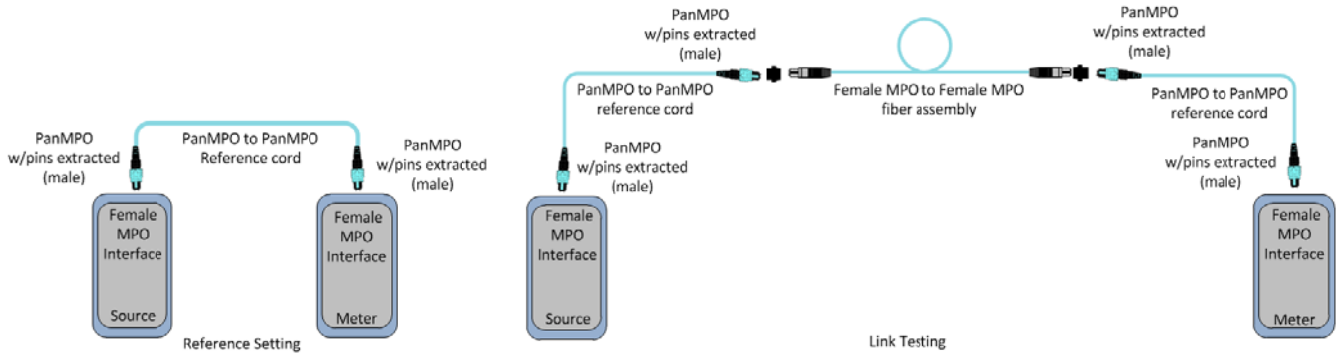 PanMPO
w/pins extracted
(male)
PanMPO to PanMPO
Reference cord
PanMPO
w/pins extracted
(male)
Female
MPO
Interface
Source
Female
MPO
Interface
Meter
Reference Setting
PanMPO
w/pins extracted
(male)
PanMPO to PanMPO
reference cord
PanMPO
w/pins extracted
(male)
Female
MPO
Interface
Source
Female MPO to Female MPO
fiber assembly
PanMPO
w/pins extracted
(male)
PanMPO to PanMPO
reference cord
PanMPO
w/pins extracted
(male)
Female
MPO
Interface
Meter
Link Testing